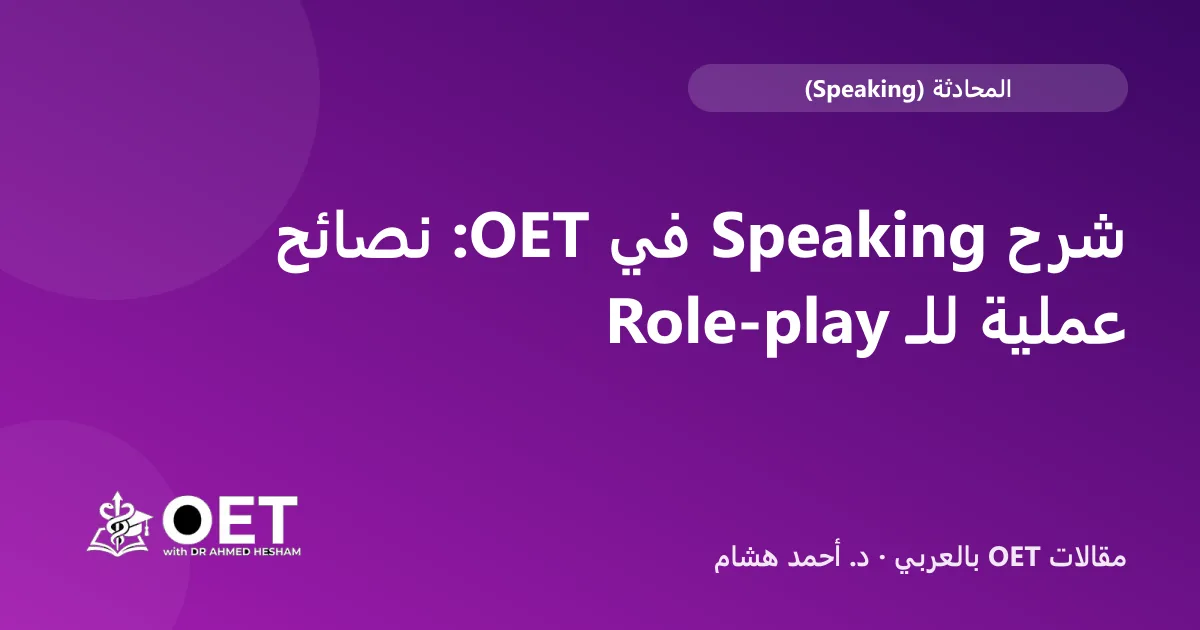 المحادثة (Speaking)
شرح Speaking في OET: نصائح
عملية للـ Role-play
OET
with DR AHMED HESHAM
مقالات OET بالعربي · د. أحمد هشام